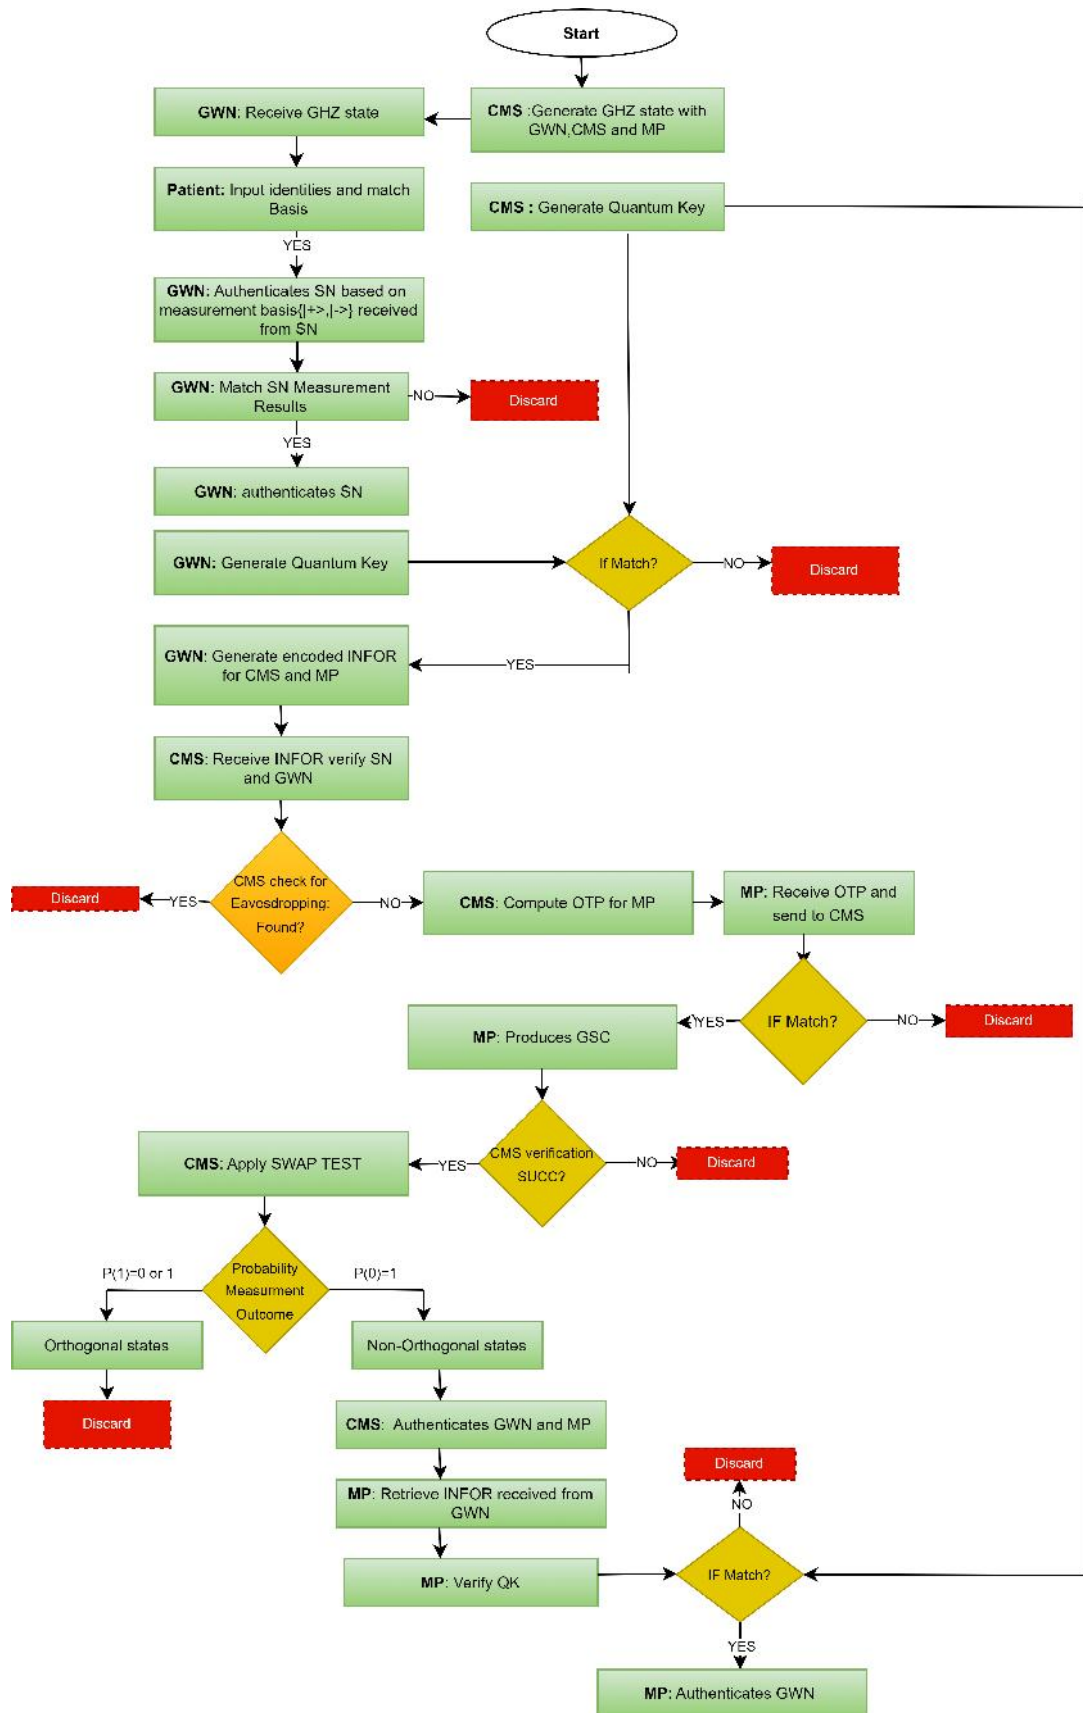 Start
GWN: Receive GHZ state
CMS :Generate GHZ state with
GWN,CMS and MP
Patient: Input identities and match
Basis
CMS : Generate Quantum Key
YES
GWN: Authenticates SN based on
measurement basis{|+>,|->} received
from SN
GWN: Match SN Measurement
Results
NO
Discard
YES
GWN: authenticates SN
GWN: Generate Quantum Key
If Match?
NO
Discard
GWN: Generate encoded INFOR
for CMS and MP
YES
CMS: Receive INFOR verify SN
and GWN
Discard
YES
CMS check for
Eavesdropping:
Found?
NO
CMS: Compute OTP for MP
MP: Receive OTP and
send to CMS
MP: Produces GSC
YES
IF Match?
NO
Discard
CMS: Apply SWAP TEST
YES
CMS verification
SUCC?
NO
Discard
P(1)=0 or 1
Probability
Measurment
Outcome
P(0)=1
Orthogonal states
Non-Orthogonal states
Discard
CMS:  Authenticates GWN and MP
Discard
MP: Retrieve INFOR received from
GWN
NO
MP: Verify QK
IF Match?
YES
MP: Authenticates GWN